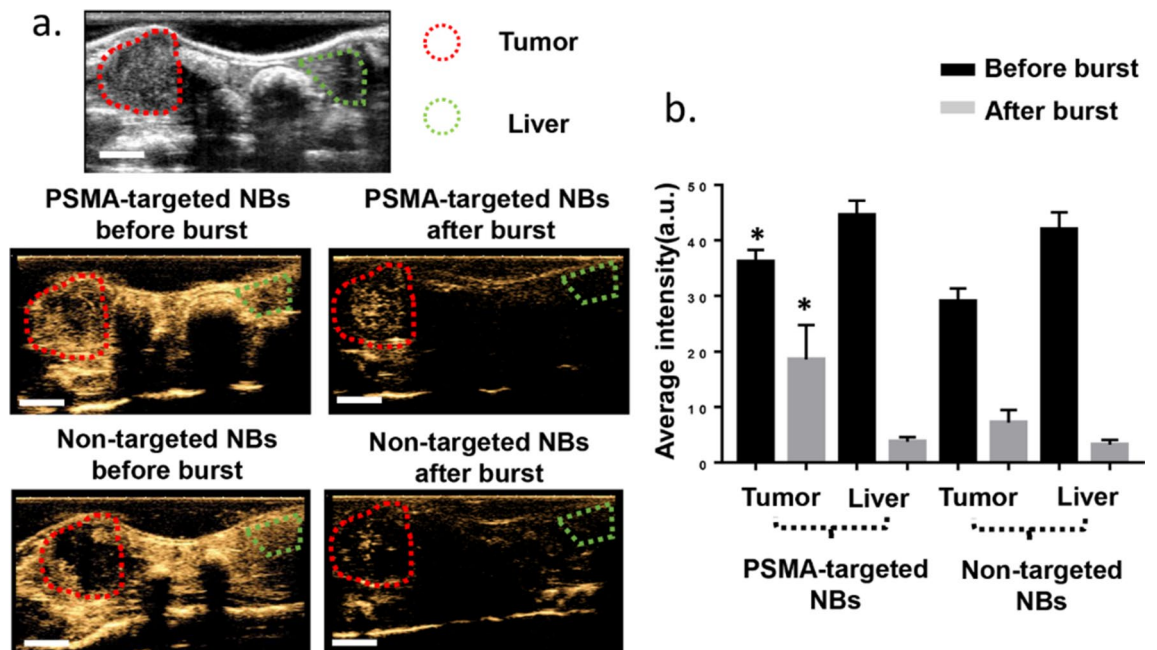 a.
Tumor
Liver
PSMA-targeted NBs
before burst
PSMA-targeted NBs
after burst
Non-targeted NBs
before burst
Non-targeted NBs
after burst
b.
Before burst
After burst
Average intensity(a.u.)
50
40
30
20
10
0
*
*
Tumor Liver Tumor Liver
PSMA-targeted
NBs
Non-targeted
NBs